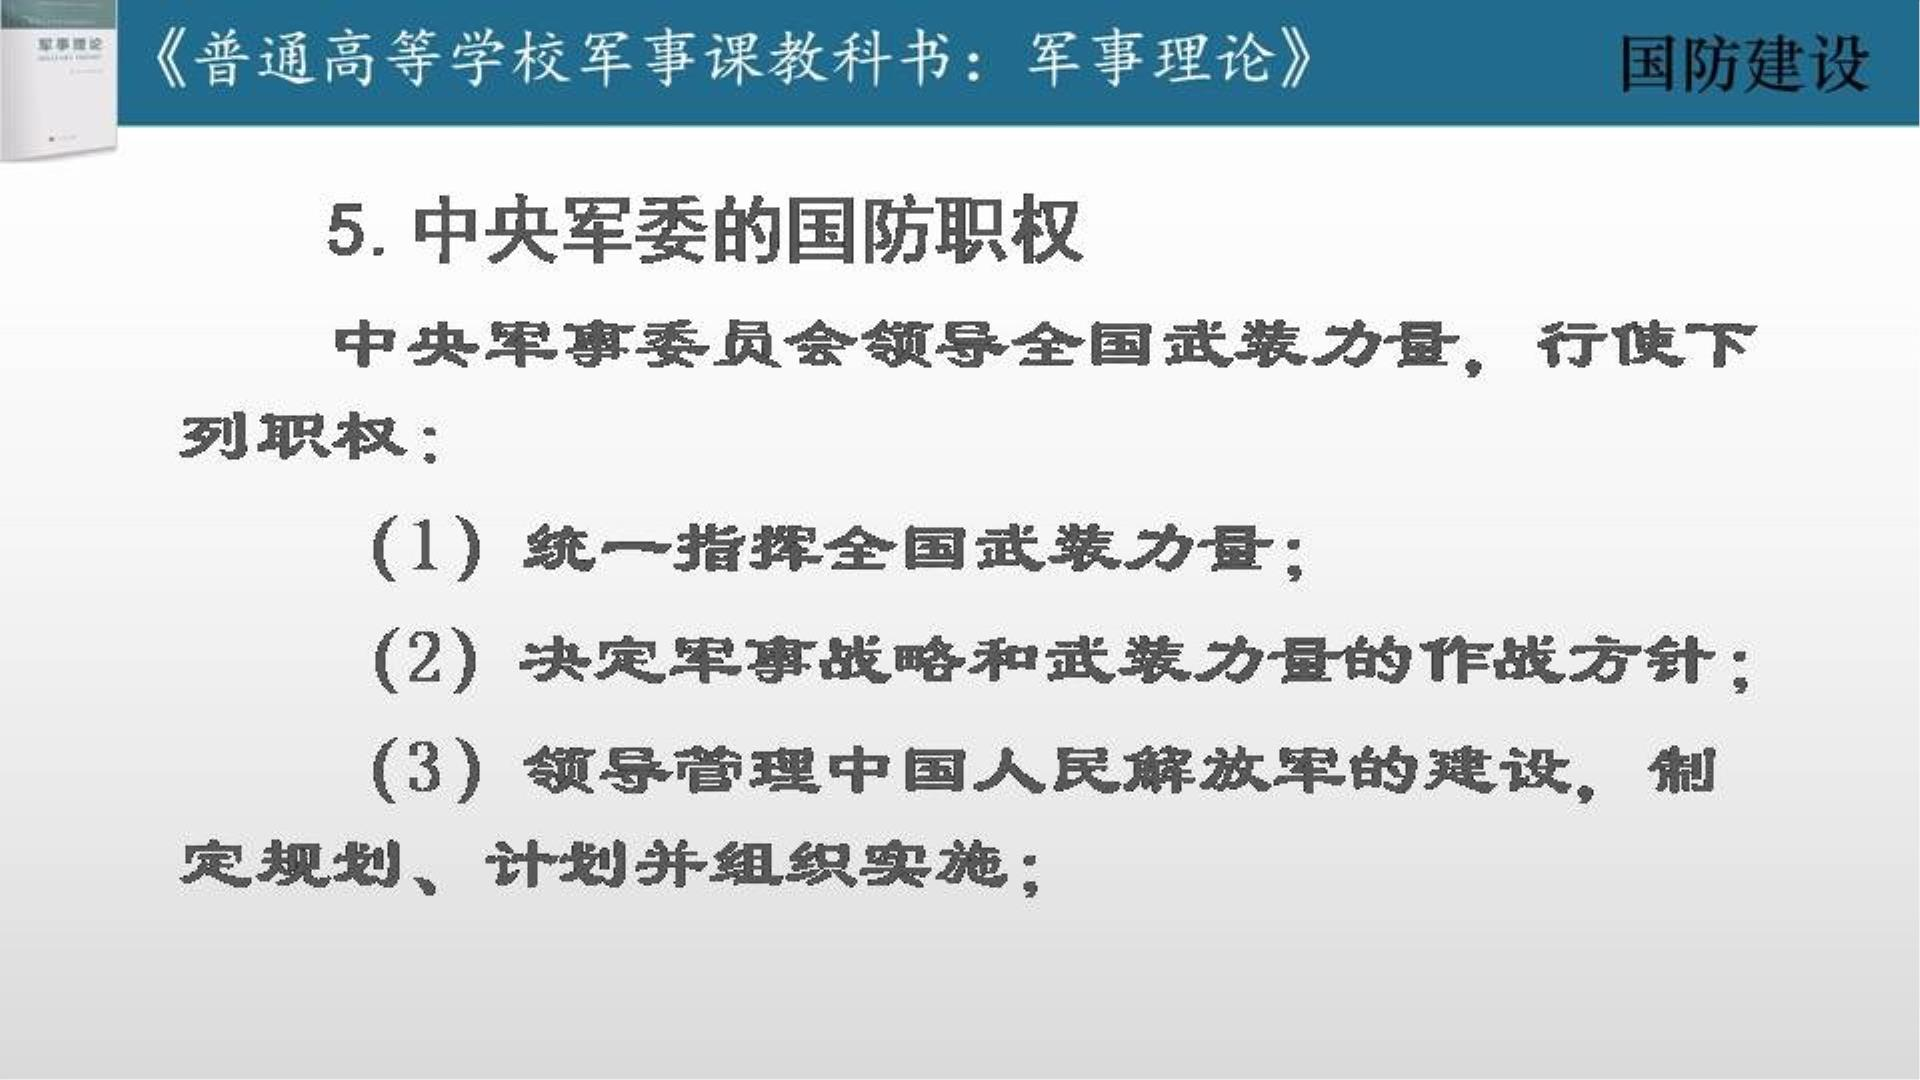 军事理论
《普通高等学校军事课教科书：军事理论》
国防建设
5.中央军委的国防职权
中央军事委员会领导全国武装力量，行使下
列职权：
（1）统一指挥全国武装力量；
（2）决定军事战略和武装力量的作战方针；
（3）领导管理中国人民解放军的建设，制
定规划、计划并组织实施；